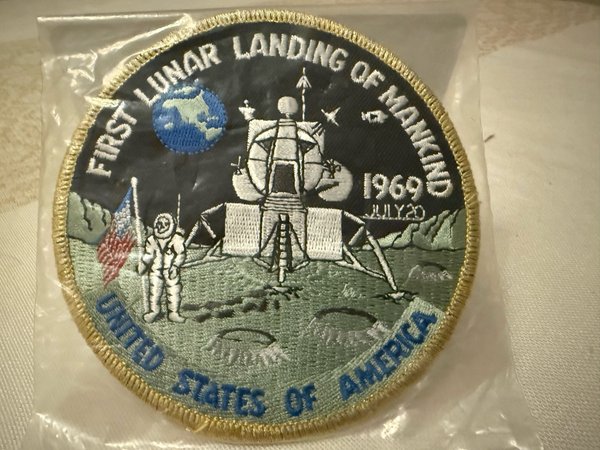 FIRST LUNAR LANDING OF MANKIND
1969
JULY 20
UNITED STaTES OF AMERICA